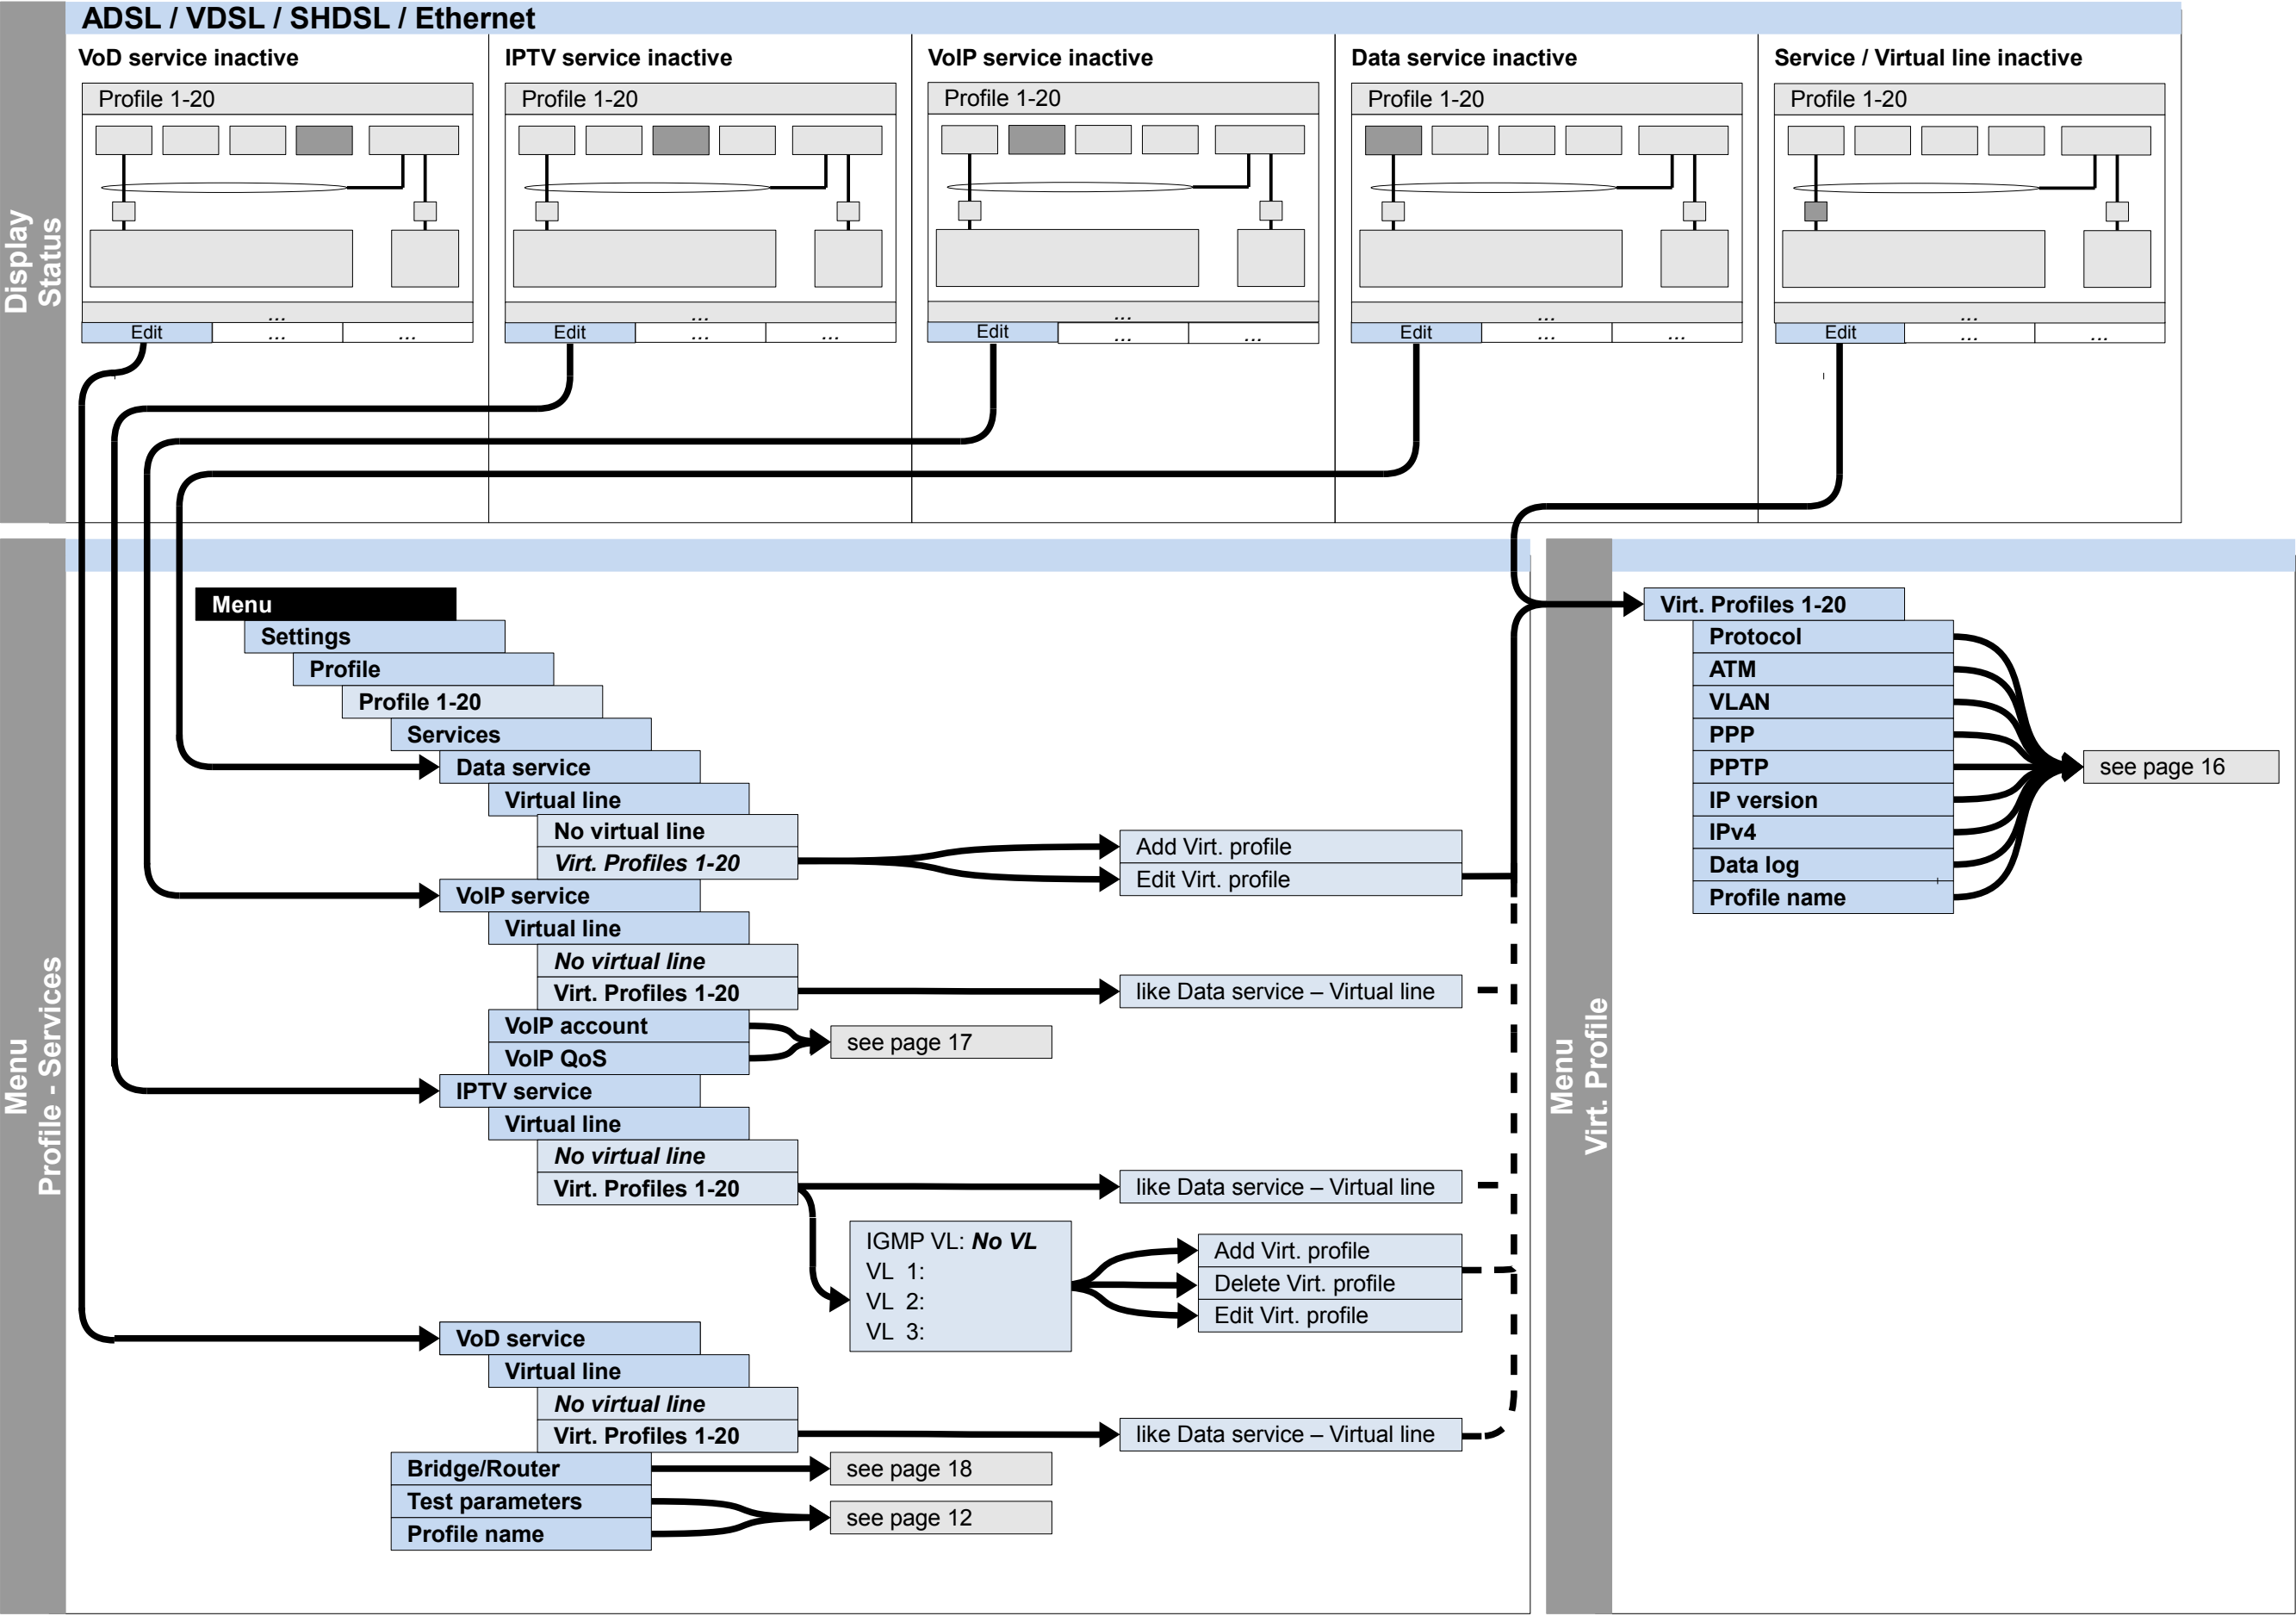 ADSL / VDSL / SHDSL / Ethernet
VoD service inactive
IPTV service inactive
VoIP service inactive
Data service inactive
Service / Virtual line inactive
Profile 1-20
Profile 1-20
Profile 1-20
Profile 1-20
Profile 1-20
...
...
...
...
...
Edit
...
...
Edit
...
...
Edit
...
...
Edit
...
...
Edit
...
...
Display
Status
Menu
Profile - Services
Menu
Settings
Profile
Profile 1-20
Services
Data service
Virtual line
No virtual line
Virt. Profiles 1-20
Add Virt. profile
Edit Virt. profile
VoIP service
Virtual line
No virtual line
Virt. Profiles 1-20
like Data service – Virtual line
VoIP account
VoIP QoS
see page 17
IPTV service
Virtual line
No virtual line
Virt. Profiles 1-20
like Data service – Virtual line
IGMP VL: No VL
VL 1:
VL 2:
VL 3:
Add Virt. profile
Delete Virt. profile
Edit Virt. profile
VoD service
Virtual line
No virtual line
Virt. Profiles 1-20
like Data service – Virtual line
Bridge/Router
see page 18
Test parameters
Profile name
see page 12
Menu
Virt. Profile
Virt. Profiles 1-20
Protocol
ATM
VLAN
PPP
PPTP
IP version
IPv4
Data log
Profile name
see page 16